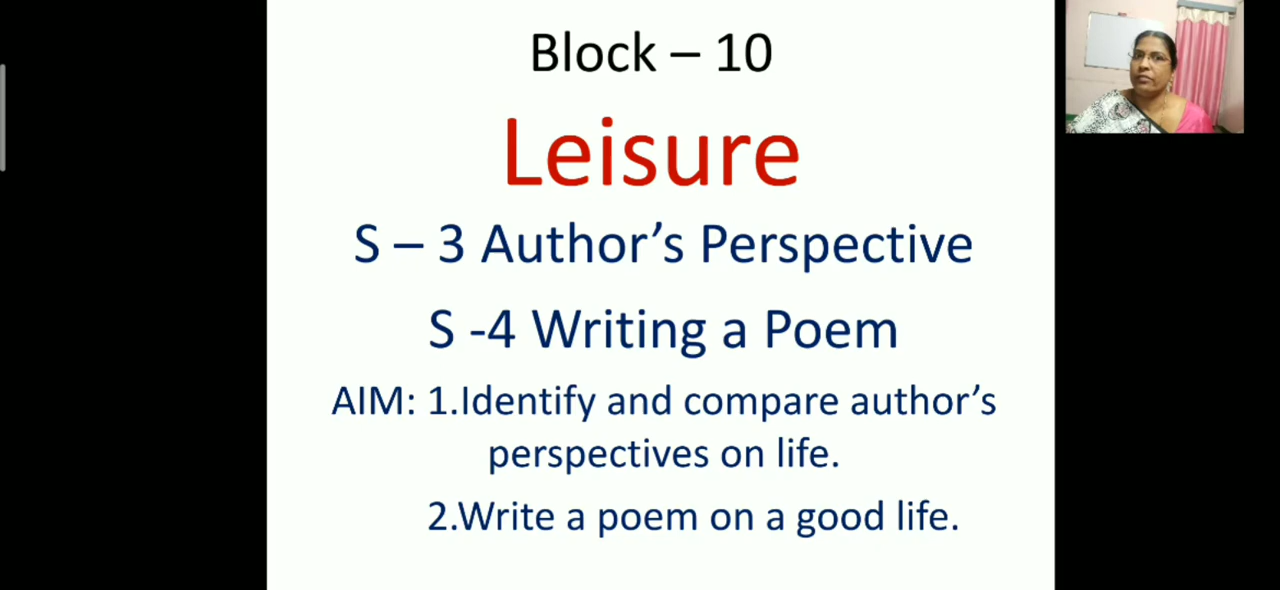 Block – 10
Leisure
S – 3 Author’s Perspective
S -4 Writing a Poem
AIM: 1.Identify and compare author’s
perspectives on life.
2.Write a poem on a good life.